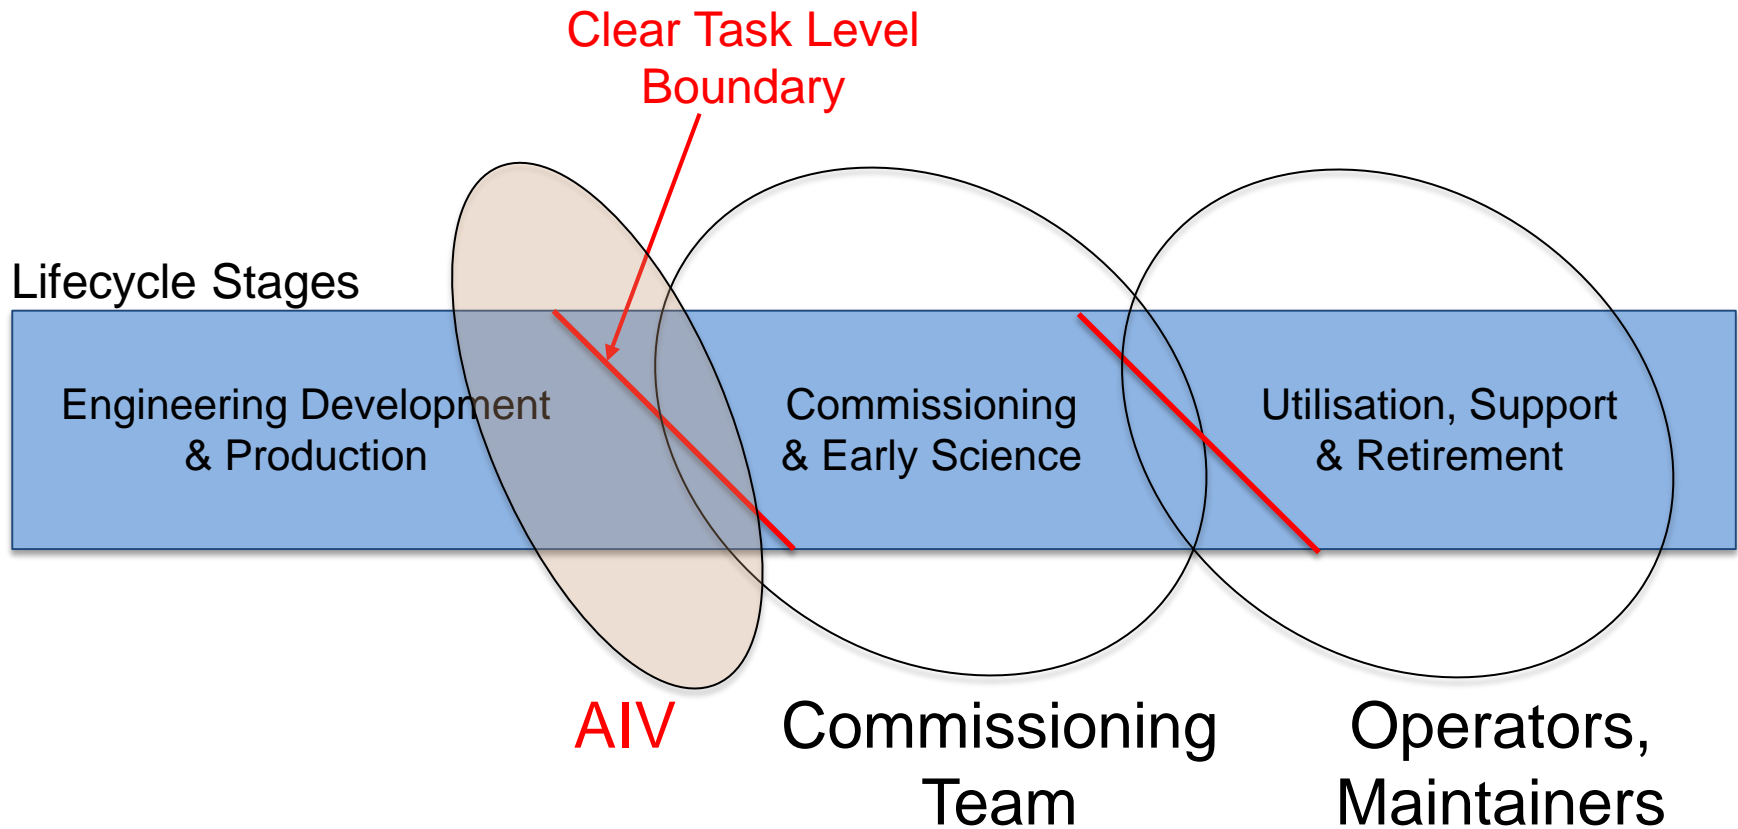 Clear Task Level
Boundary
Lifecycle Stages
Engineering Development
& Production
Commissioning
& Early Science
Utilisation, Support
& Retirement
AIV
Commissioning
Team
Operators,
Maintainers